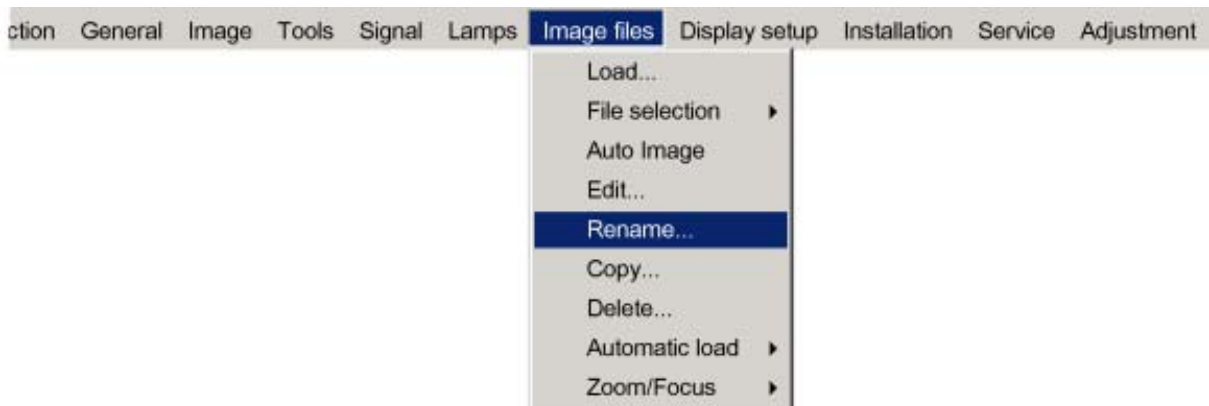 ction General Image Tools Signal Lamps Image files Display setup Installation Service Adjustment
Load...
File selection
Auto Image
Edit...
Rename...
Copy...
Delete...
Automatic load
Zoom/Focus